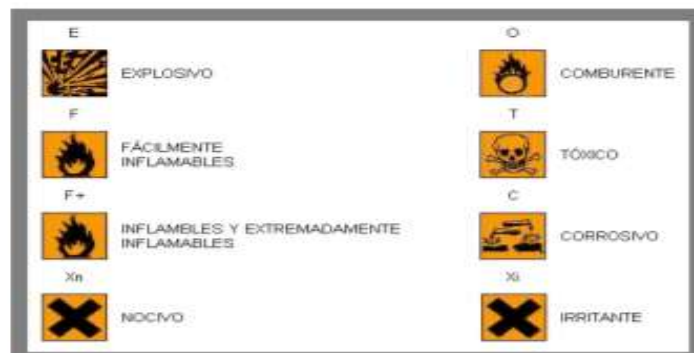 E
EXPLOSIVO
F
FÁCILMENTE
INFLAMABLES
F+
INFLAMBLES Y EXTREMADAMENTE
INFLAMABLES
Xn
NOCIVO
O
COMBURENTE
T
TÓXICO
C
CORROSIVO
Xi
IRRITANTE